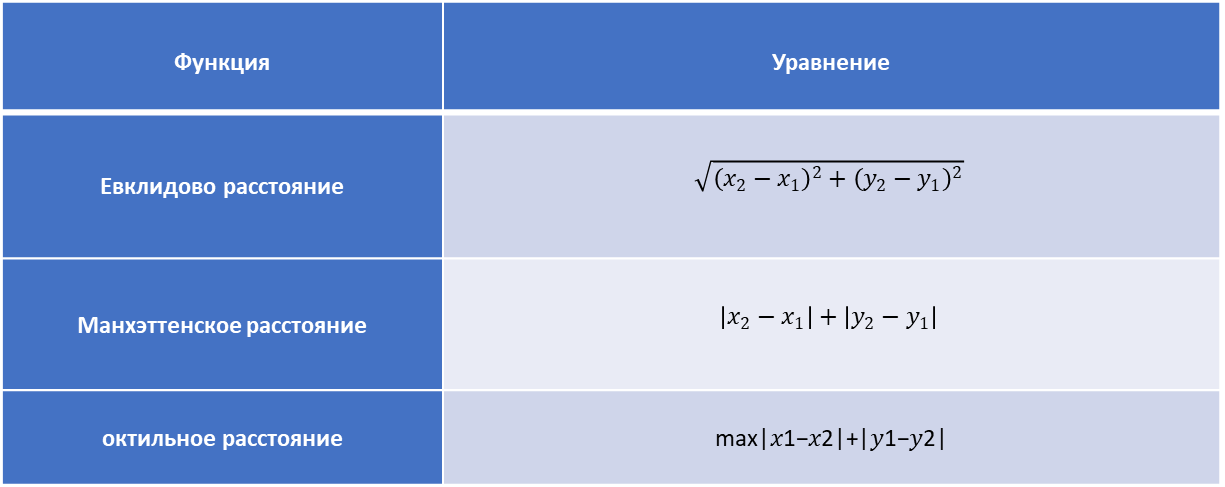 Функция
Уравнение
Евклидово расстояние
√(x₂ − x₁)² + (y₂ − y₁)²
Манхэттенское расстояние
|x₂ − x₁| + |y₂ − y₁|
октильное расстояние
max|x1−x2|+|y1−y2|